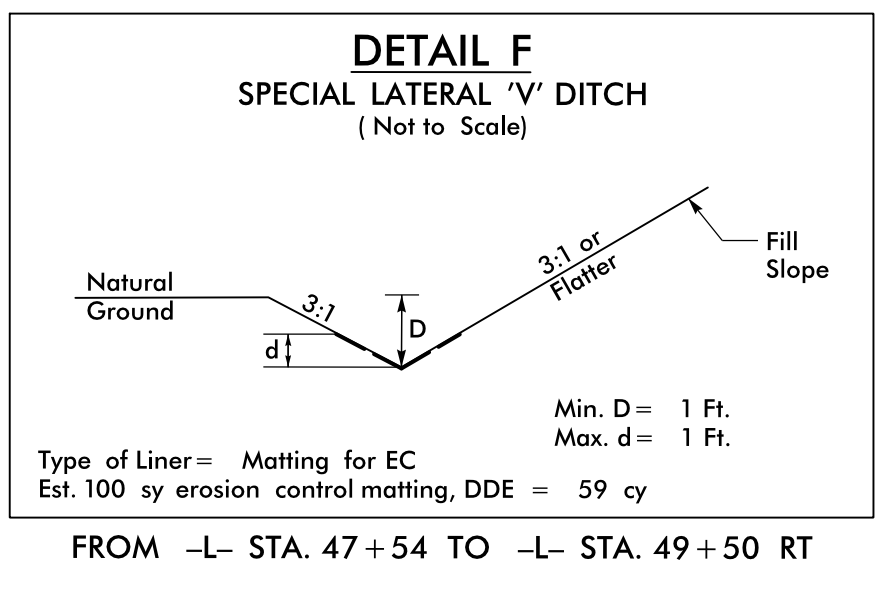 DETAIL F
SPECIAL LATERAL 'V' DITCH
( Not to Scale)
3:1 or
Flatter
Fill
Slope
Natural
Ground
3:1
D
d
Min. D = 1 Ft.
Max. d = 1 Ft.
Type of Liner = Matting for EC
Est. 100 sy erosion control matting, DDE = 59 cy
FROM -L- STA. 47+54 TO -L- STA. 49+50 RT